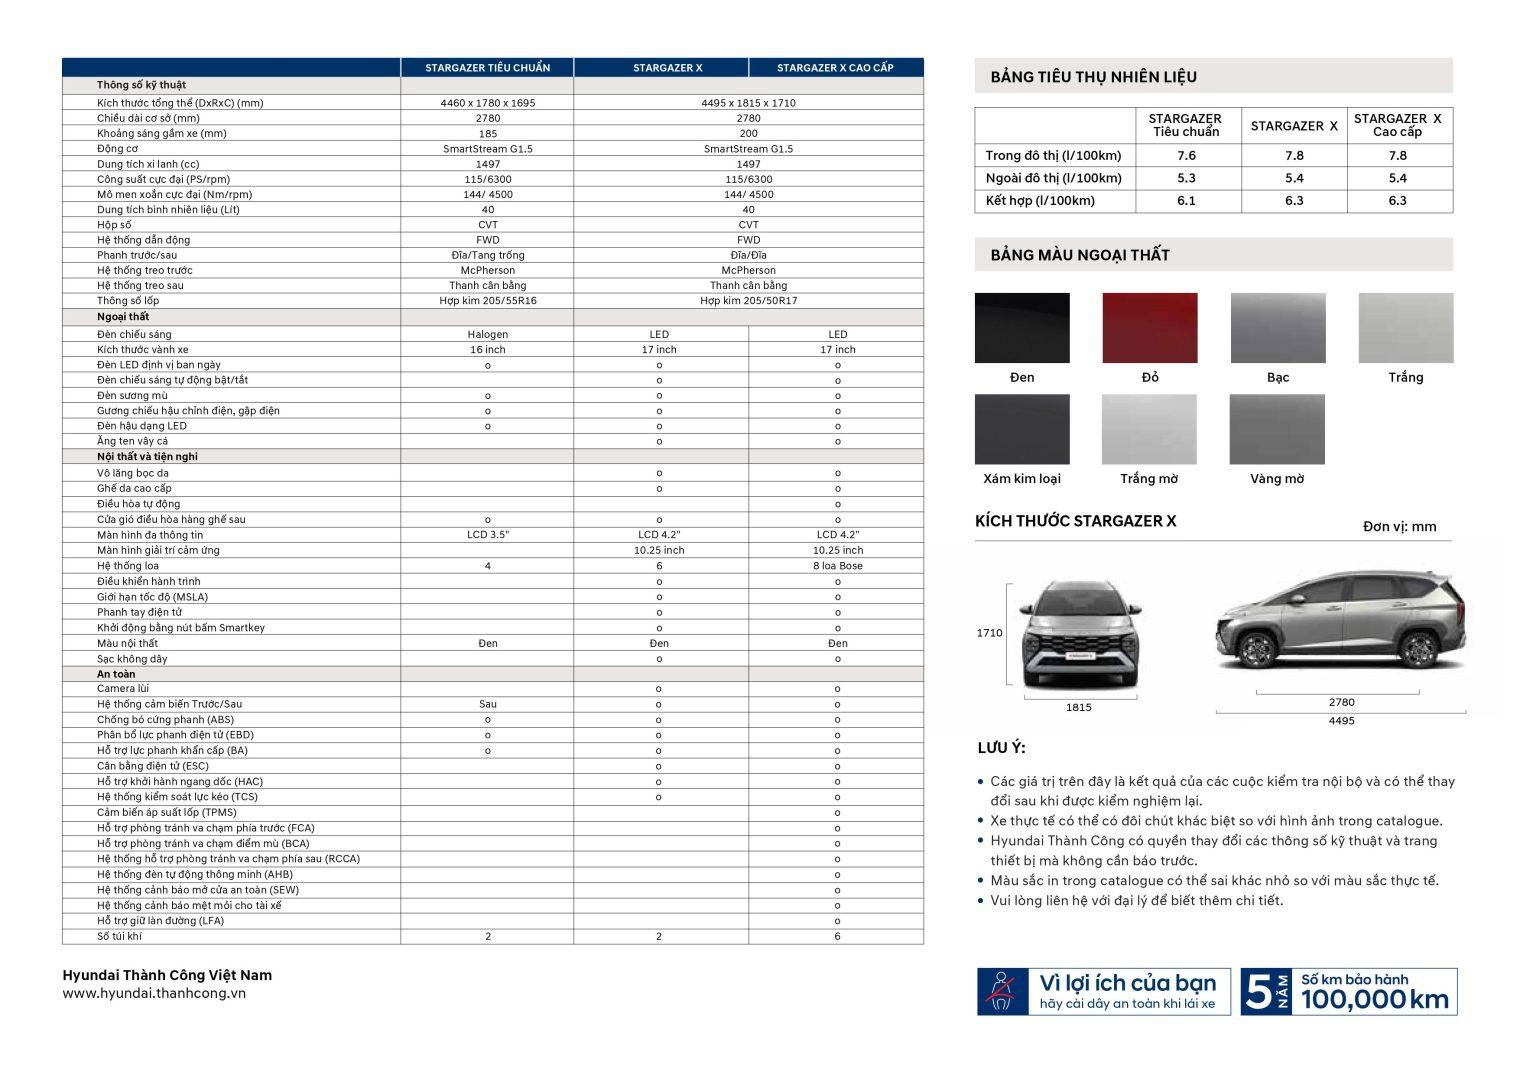 STARGAZER TIÊU CHUẨN STARGAZER X STARGAZER X CAO CẤP
Thông số kỹ thuật
Kích thước tổng thể (DxRxC) (mm) 4460 x 1780 x 1695 4495 x 1815 x 1710
Chiều dài cơ sở (mm) 2780 2780
Khoảng sáng gầm xe (mm) 185 200
Động cơ SmartStream G1.5 SmartStream G1.5
Dung tích xi lanh (cc) 1497 1497
Công suất cực đại (PS/rpm) 115/6300 115/6300
Mô men xoắn cực đại (Nm/rpm) 144/ 4500 144/ 4500
Dung tích bình nhiên liệu (Lít) 40 40
Hộp số CVT CVT
Hệ thống dẫn động FWD FWD
Phanh trước/sau Đĩa/Tang trống Đĩa/Đĩa
Hệ thống treo trước McPherson McPherson
Hệ thống treo sau Thanh cân bằng Thanh cân bằng
Thông số lốp Hợp kim 205/55R16 Hợp kim 205/50R17
Ngoại thất
Đèn chiếu sáng Halogen LED LED
Kích thước vành xe 16 inch 17 inch 17 inch
Đèn LED định vị ban ngày o o o
Đèn chiếu sáng tự động bật/tắt o o
Đèn sương mù o o o
Gương chiếu hậu chỉnh điện, gập điện o o o
Đèn hậu dạng LED o o o
Ăng ten vây cá o o
Nội thất và tiện nghi
Vô lăng bọc da o o
Ghế da cao cấp o o
Điều hòa tự động o
Cửa gió điều hòa hàng ghế sau o o o
Màn hình đa thông tin LCD 3.5" LCD 4.2" LCD 4.2"
Màn hình giải trí cảm ứng 10.25 inch 10.25 inch
Hệ thống loa 4 6 8 loa Bose
Điều khiển hành trình o o
Giới hạn tốc độ (MSLA) o o
Phanh tay điện tử o o
Khởi động bằng nút bấm Smartkey o o
Màu nội thất Đen Đen Đen
Sạc không dây o o
An toàn
Camera lùi o o
Hệ thống cảm biến Trước/Sau Sau o o
Chống bó cứng phanh (ABS) o o o
Phân bổ lực phanh điện tử (EBD) o o o
Hỗ trợ lực phanh khẩn cấp (BA) o o o
Cân bằng điện tử (ESC) o o
Hỗ trợ khởi hành ngang dốc (HAC) o o
Hệ thống kiểm soát lực kéo (TCS) o o
Cảm biến áp suất lốp (TPMS) o
Hỗ trợ phòng tránh va chạm phía trước (FCA) o
Hỗ trợ phòng tránh va chạm điểm mù (BCA) o
Hệ thống hỗ trợ phòng tránh va chạm phía sau (RCCA) o
Hệ thống đèn tự động thông minh (AHB) o
Hệ thống cảnh báo mở cửa an toàn (SEW) o
Hệ thống cảnh báo mệt mỏi cho tài xế o
Hỗ trợ giữ làn đường (LFA) o
Số túi khí 2 2 6
Hyundai Thành Công Việt Nam
www.hyundai.thanhcong.vn
BẢNG TIÊU THỤ NHIÊN LIỆU
STARGAZER Tiêu chuẩn STARGAZER X STARGAZER X Cao cấp
Trong đô thị (l/100km) 7.6 7.8 7.8
Ngoài đô thị (l/100km) 5.3 5.4 5.4
Kết hợp (l/100km) 6.1 6.3 6.3
BẢNG MÀU NGOẠI THẤT
Đen Đỏ Bạc Trắng
Xám kim loại Trắng mờ Vàng mờ
KÍCH THƯỚC STARGAZER X Đơn vị: mm
1710
1815
2780
4495
LƯU Ý:
• Các giá trị trên đây là kết quả của các cuộc kiểm tra nội bộ và có thể thay
đổi sau khi được kiểm nghiệm lại.
• Xe thực tế có thể có đôi chút khác biệt so với hình ảnh trong catalogue.
• Hyundai Thành Công có quyền thay đổi các thông số kỹ thuật và trang
thiết bị mà không cần báo trước.
• Màu sắc in trong catalogue có thể sai khác nhỏ so với màu sắc thực tế.
• Vui lòng liên hệ với đại lý để biết thêm chi tiết.
Vì lợi ích của bạn
hãy cài dây an toàn khi lái xe
5 NĂM
Số km bảo hành
100,000 km